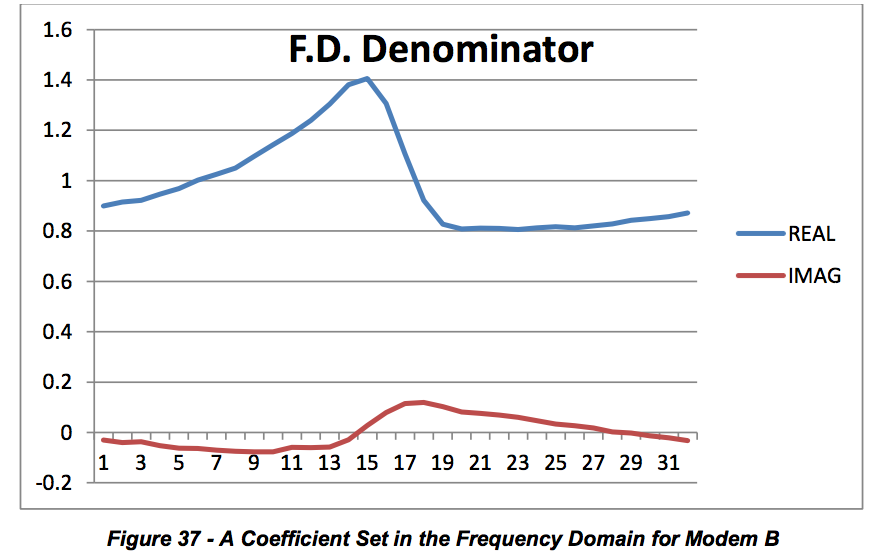 F.D. Denominator
1.6
1.4
1.2
1
0.8
0.6
0.4
0.2
0
-0.2
1 3 5 7 9 11 13 15 17 19 21 23 25 27 29 31
REAL
IMAG
Figure 37 - A Coefficient Set in the Frequency Domain for Modem B